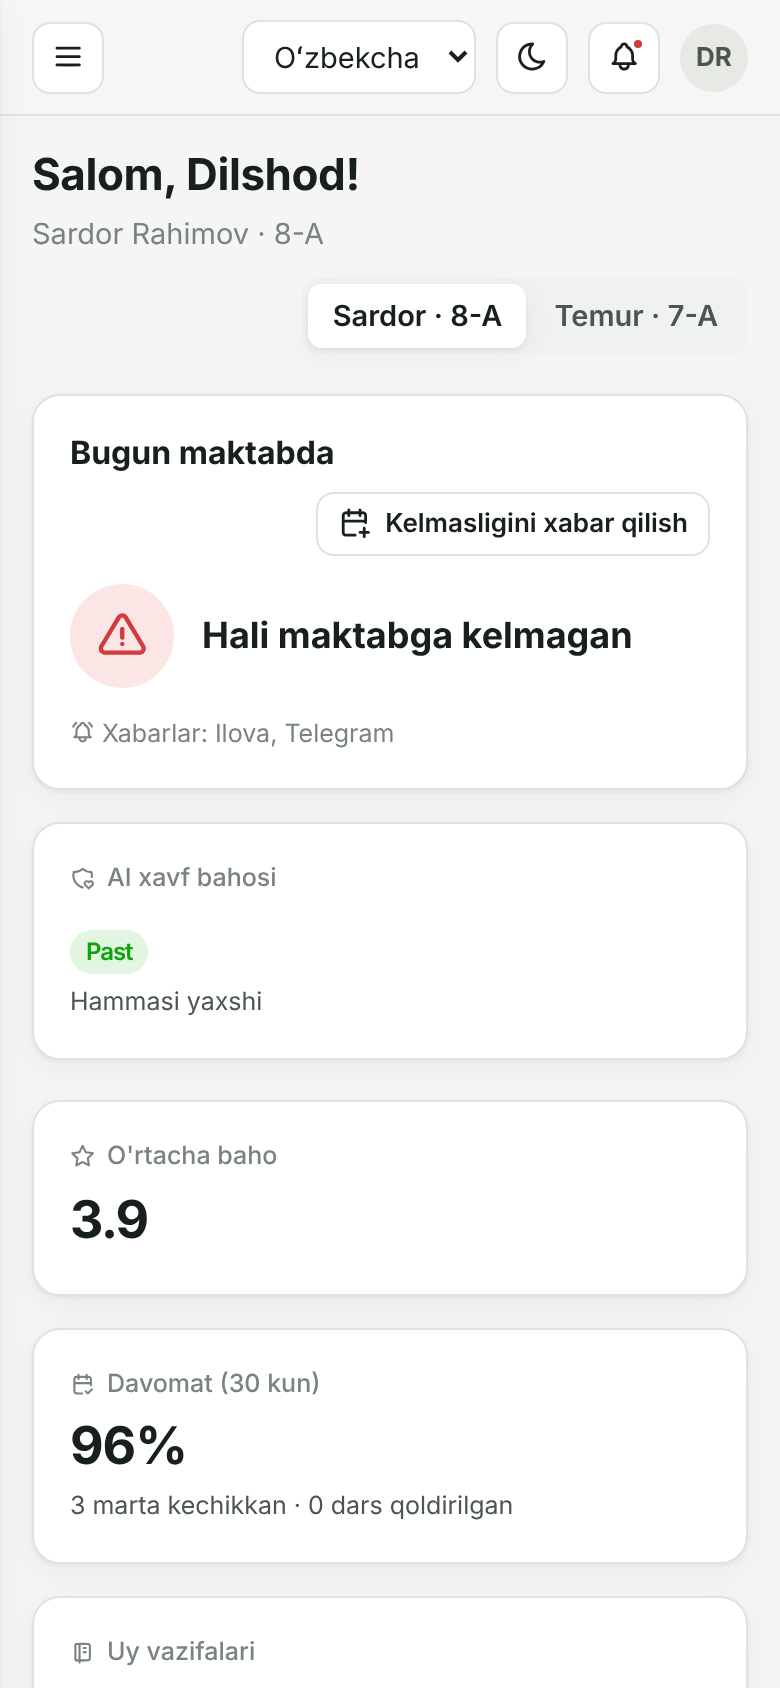 Oʻzbekcha
DR
Salom, Dilshod!
Sardor Rahimov · 8-A
Sardor · 8-A
Temur · 7-A
Bugun maktabda
Kelmasligini xabar qilish
Hali maktabga kelmagan
Xabarlar: Ilova, Telegram
AI xavf bahosi
Past
Hammasi yaxshi
O'rtacha baho
3.9
Davomat (30 kun)
96%
3 marta kechikkan · 0 dars qoldirilgan
Uy vazifalari